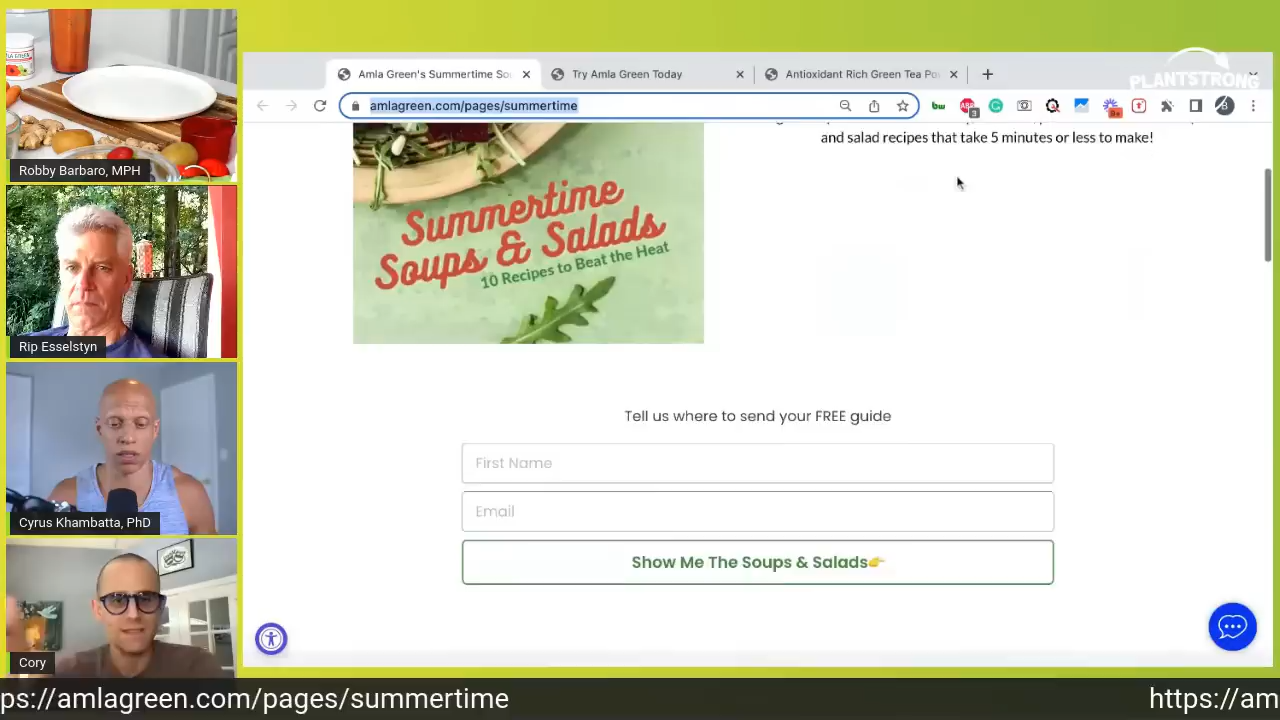 Robby Barbaro, MPH
Rip Esselstyn
Cyrus Khambatta, PhD
Cory
PLANTSTRONG
Amla Green's Summertime So
Try Amla Green Today
Antioxidant Rich Green Tea Po
amlagreen.com/pages/summertime
and salad recipes that take 5 minutes or less to make!
Summertime
Soups & Salads
10 Recipes to Beat the Heat
Tell us where to send your FREE guide
First Name
Email
Show Me The Soups & Salads👉
ps://amlagreen.com/pages/summertime
https://am